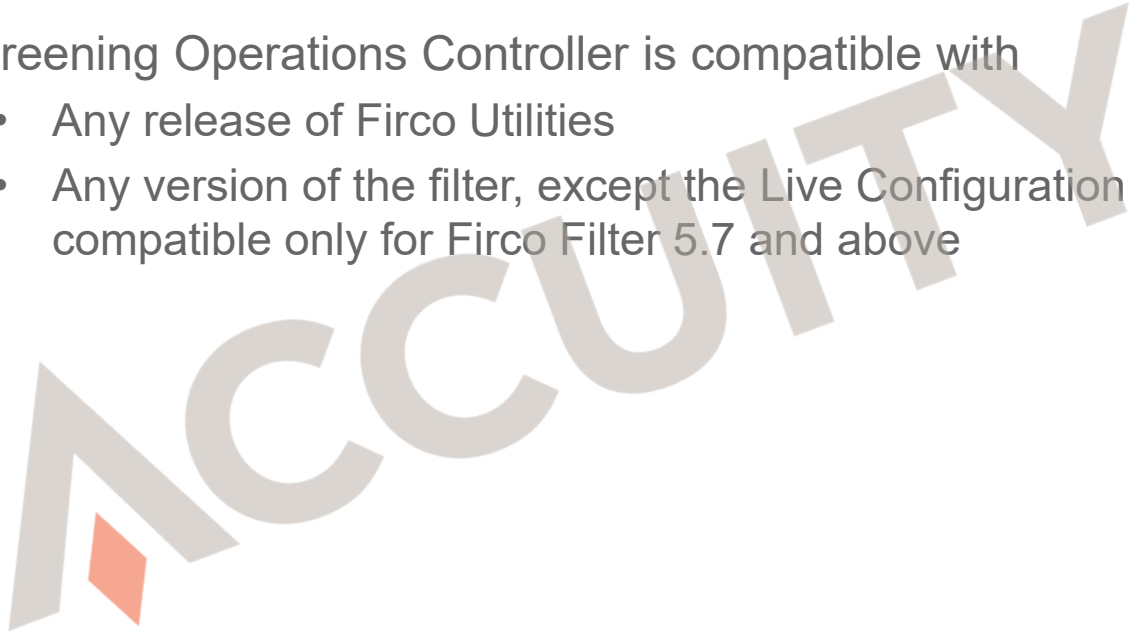 reening Operations Controller is compatible with
• Any release of Firco Utilities
• Any version of the filter, except the Live Configuration
compatible only for Firco Filter 5.7 and above
ACCUITY